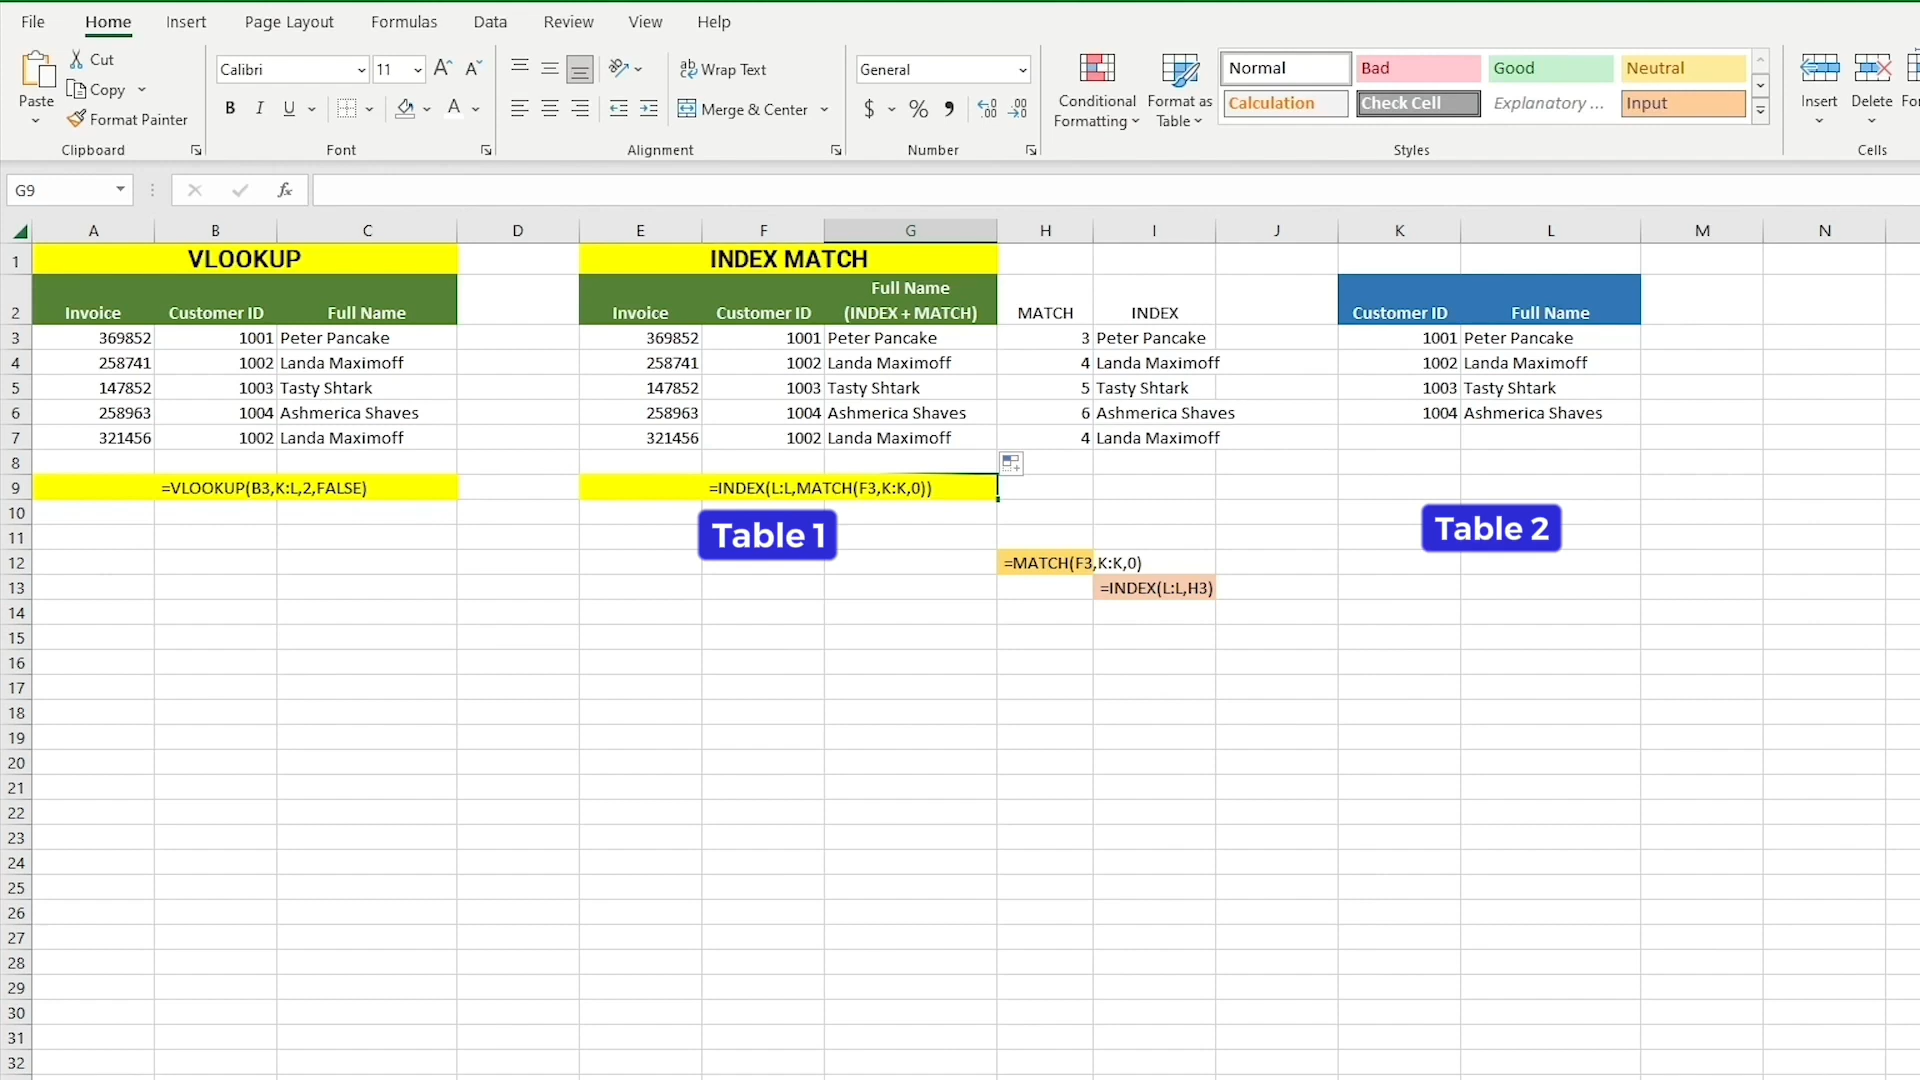 File Home Insert Page Layout Formulas Data Review View Help
Paste Cut Copy Format Painter
Calibri 11 A A
B I U A
ab Wrap Text
Merge & Center
General
$ % 9
Conditional Formatting
Format as Table
Normal Bad Good Neutral
Calculation Check Cell Explanatory ... Input
Insert Delete
Clipboard Font Alignment Number Styles Cells
G9 fx
A B C D E F G H I J K L M N
1 VLOOKUP INDEX MATCH
Full Name
2 Invoice Customer ID Full Name Invoice Customer ID (INDEX + MATCH) MATCH INDEX Customer ID Full Name
3 369852 1001 Peter Pancake 369852 1001 Peter Pancake 3 Peter Pancake 1001 Peter Pancake
4 258741 1002 Landa Maximoff 258741 1002 Landa Maximoff 4 Landa Maximoff 1002 Landa Maximoff
5 147852 1003 Tasty Shtark 147852 1003 Tasty Shtark 5 Tasty Shtark 1003 Tasty Shtark
6 258963 1004 Ashmerica Shaves 258963 1004 Ashmerica Shaves 6 Ashmerica Shaves 1004 Ashmerica Shaves
7 321456 1002 Landa Maximoff 321456 1002 Landa Maximoff 4 Landa Maximoff
8
9 =VLOOKUP(B3,K:L,2,FALSE) =INDEX(L:L,MATCH(F3,K:K,0))
10
11 Table 1 Table 2
12 =MATCH(F3,K:K,0)
13 =INDEX(L:L,H3)
14
15
16
17
18
19
20
21
22
23
24
25
26
27
28
29
30
31
32